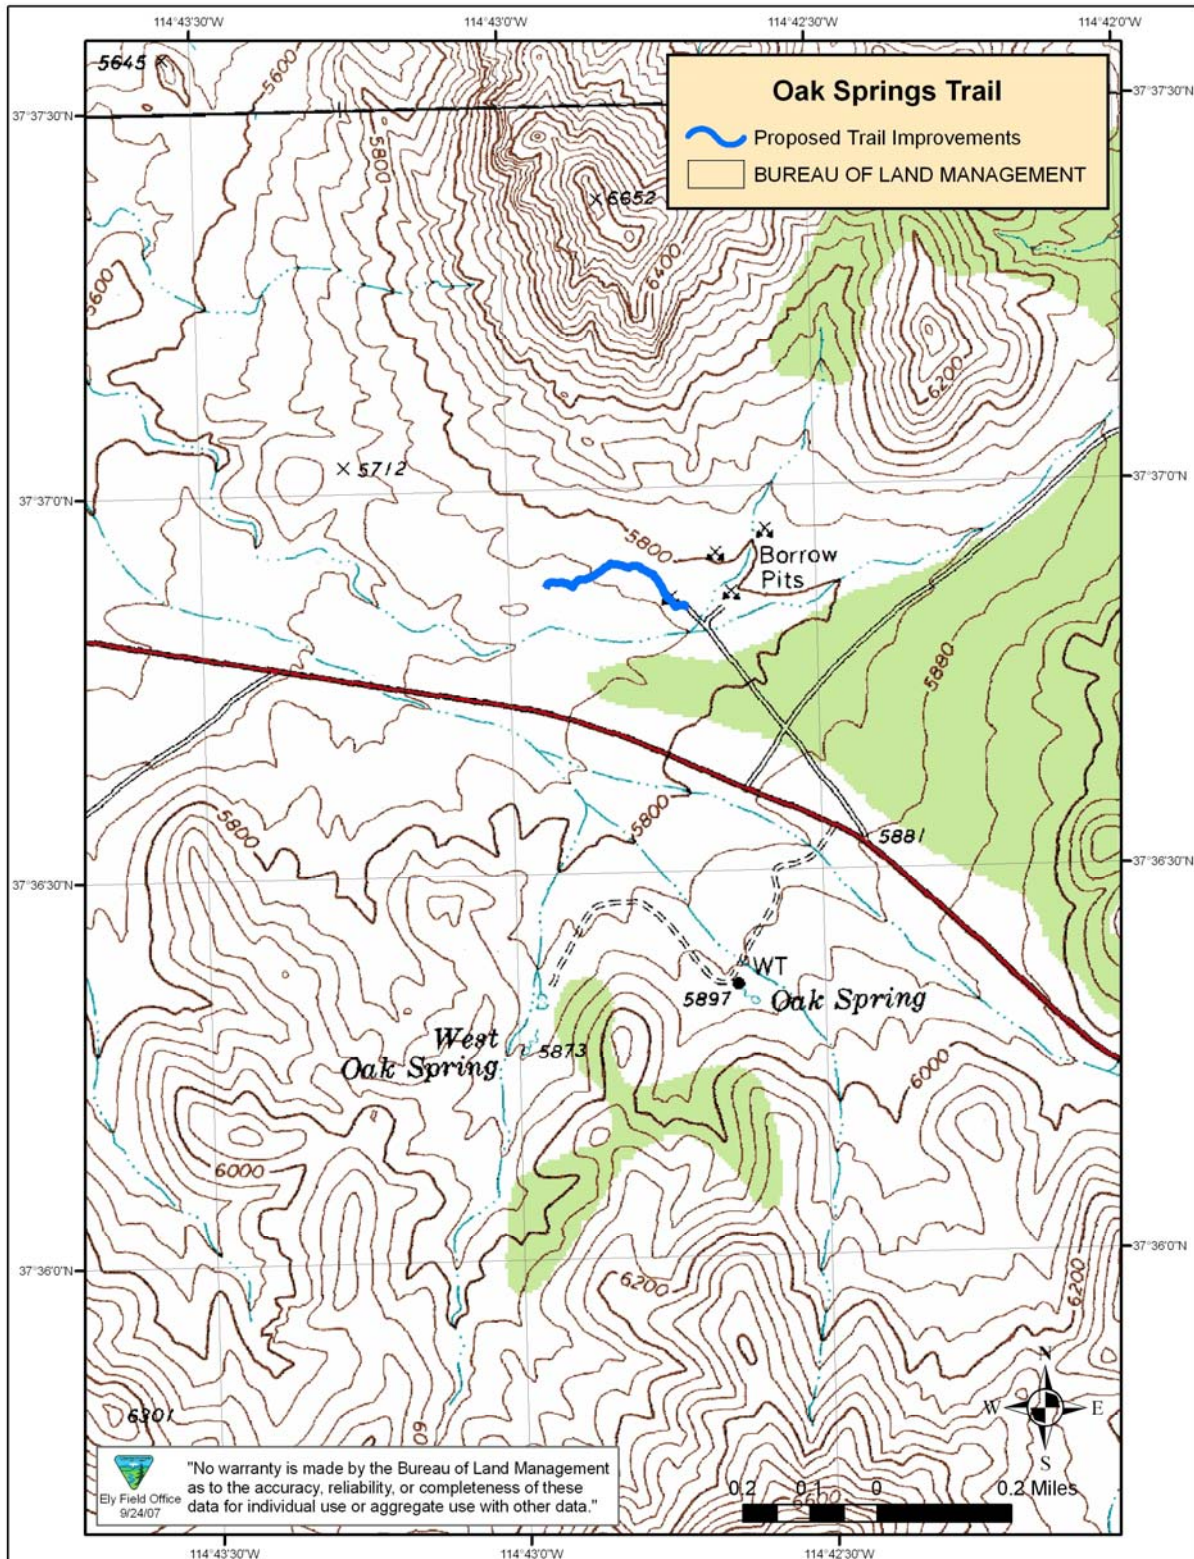 114°43'30"W
114°43'0"W
114°42'30"W
114°42'0"W
5645
5600
Oak Springs Trail
Proposed Trail Improvements
BUREAU OF LAND MANAGEMENT
37°37'30"N
37°37'30"N
5800
6652
6400
5600
6200
5712
37°37'0"N
37°37'0"N
5800
Borrow
Pits
5880
5800
5800
5881
37°36'30"N
37°36'30"N
WT
5897
Oak Spring
West
Oak Spring
5873
6000
6000
37°36'0"N
37°36'0"N
6200
6200
N
W
E
S
6301
Ely Field Office
9/24/07
"No warranty is made by the Bureau of Land Management
as to the accuracy, reliability, or completeness of these
data for individual use or aggregate use with other data."
0.2
0.1
0
0.2 Miles
114°43'30"W
114°43'0"W
114°42'30"W